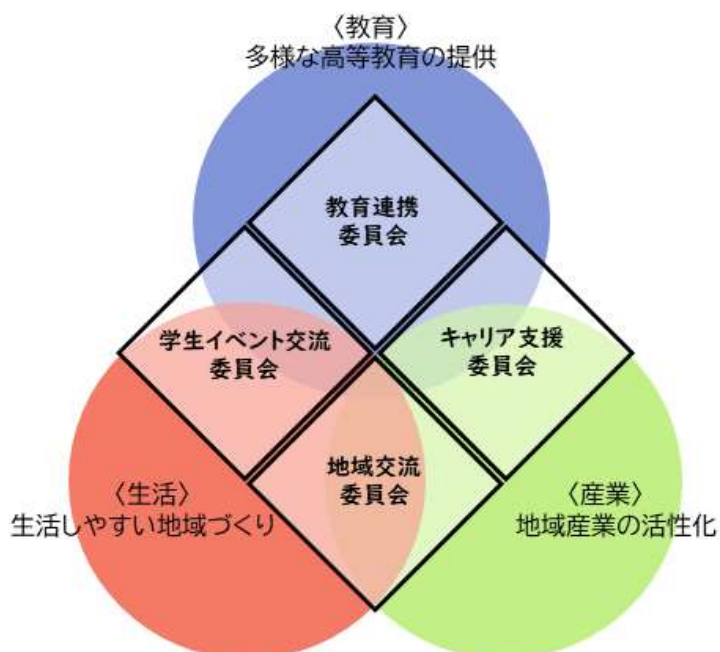 〈教育〉
多様な高等教育の提供
教育連携
委員会
学生イベント交流
委員会
キャリア支援
委員会
地域交流
委員会
〈生活〉
生活しやすい地域づくり
〈産業〉
地域産業の活性化